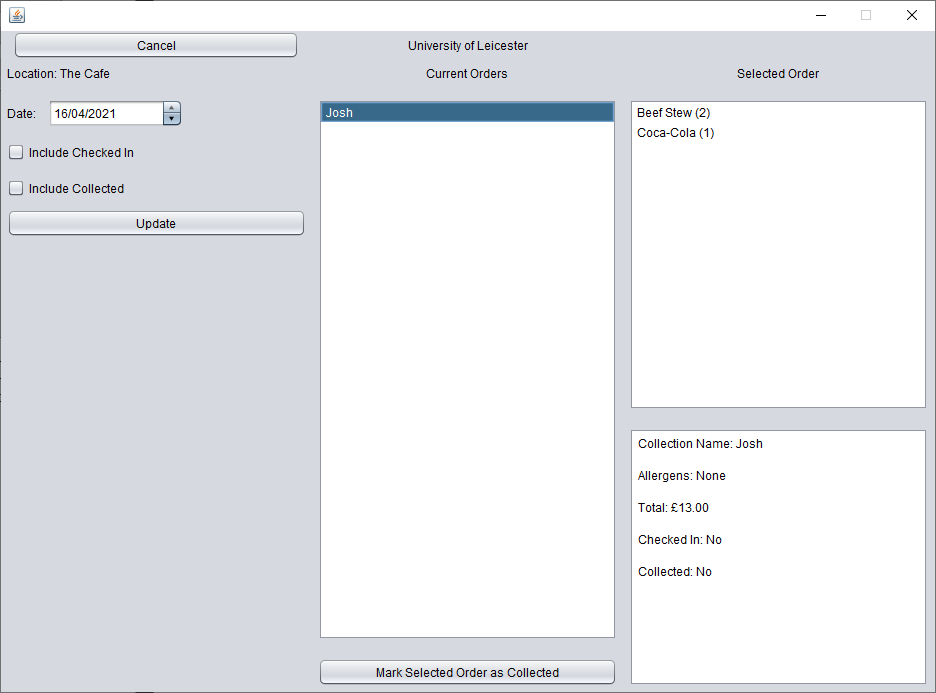 Cancel
University of Leicester
Location: The Cafe
Current Orders
Selected Order
Date: 16/04/2021
Include Checked In
Include Collected
Update
Josh
Mark Selected Order as Collected
Beef Stew (2)
Coca-Cola (1)
Collection Name: Josh
Allergens: None
Total: £13.00
Checked In: No
Collected: No